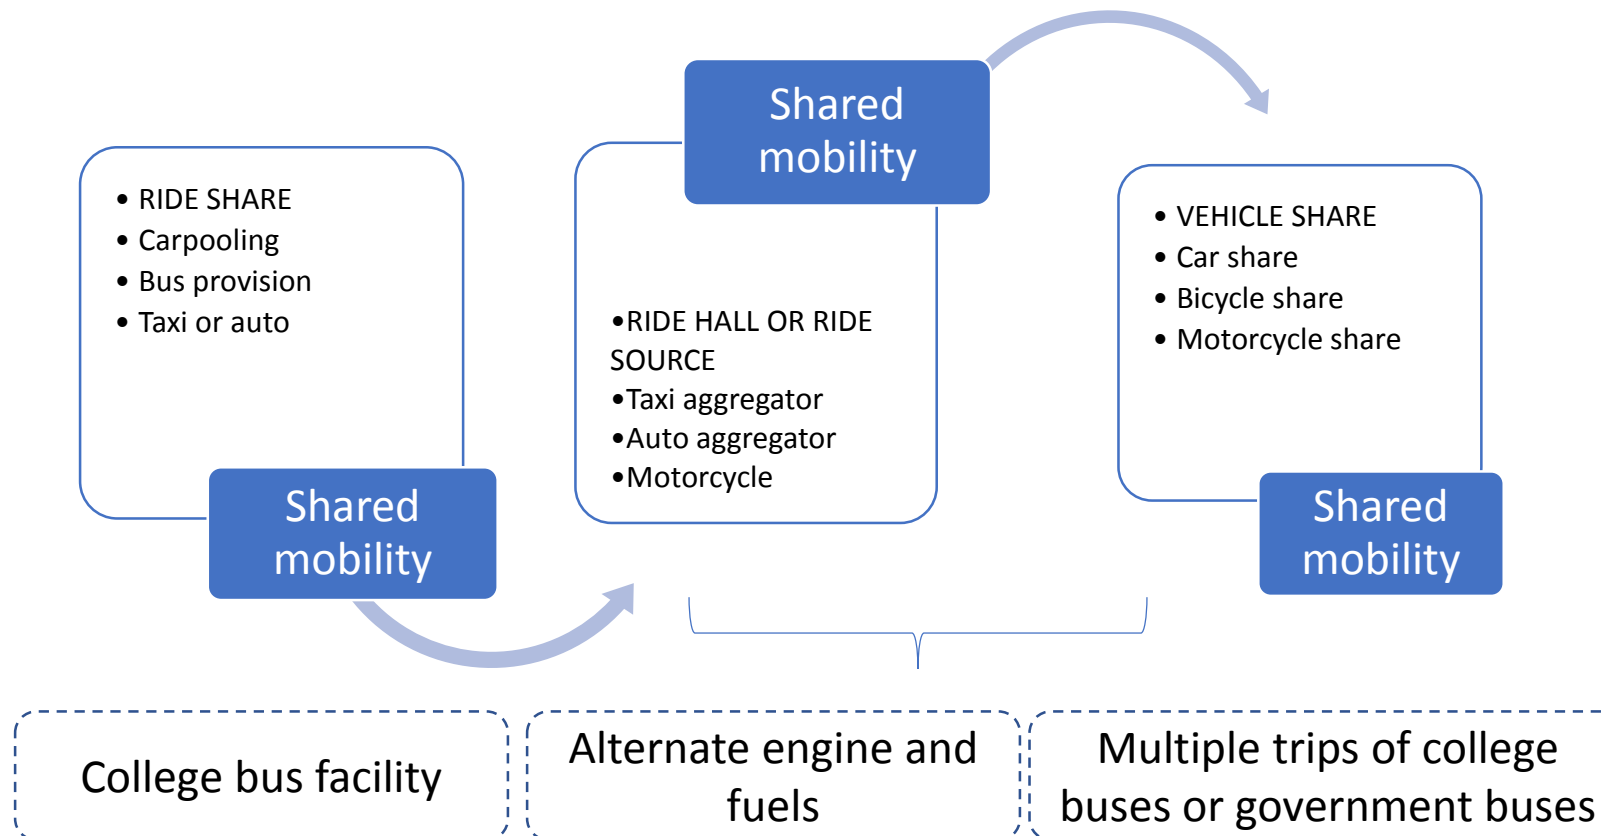 • RIDE SHARE
• Carpooling
• Bus provision
• Taxi or auto
Shared
mobility
Shared
mobility
•RIDE HALL OR RIDE
SOURCE
•Taxi aggregator
•Auto aggregator
•Motorcycle
• VEHICLE SHARE
• Car share
• Bicycle share
• Motorcycle share
Shared
mobility
College bus facility
Alternate engine and
fuels
Multiple trips of college
buses or government buses